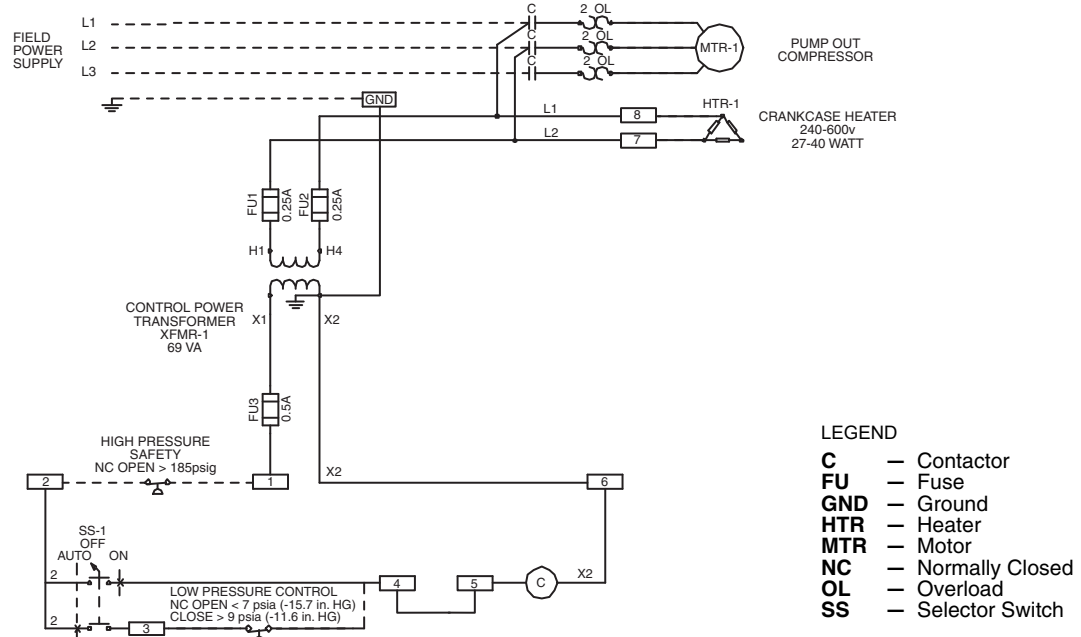 C
2 OL
L1
C
2 OL
L2
C
2 OL
L3
FIELD
POWER
SUPPLY
MTR-1
PUMP OUT
COMPRESSOR
GND
L1
8
HTR-1
L2
7
CRANKCASE HEATER
240-600v
27-40 WATT
FU1
0.25A
FU2
0.25A
H1
H4
CONTROL POWER
TRANSFORMER
XFMR-1
69 VA
X1
X2
FU3
0.5A
HIGH PRESSURE
SAFETY
NC OPEN > 185psig
2
1
X2
6
SS-1
OFF
AUTO
ON
2
4
5
C
X2
LOW PRESSURE CONTROL
NC OPEN < 7 psia (-15.7 in. HG)
CLOSE > 9 psia (-11.6 in. HG)
2
3
LEGEND
C — Contactor
FU — Fuse
GND — Ground
HTR — Heater
MTR — Motor
NC — Normally Closed
OL — Overload
SS — Selector Switch